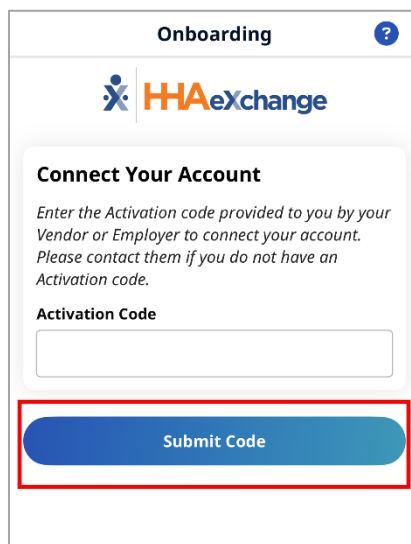 Onboarding
?
HHAeXchange
Connect Your Account
Enter the Activation code provided to you by your
Vendor or Employer to connect your account.
Please contact them if you do not have an
Activation code.
Activation Code
Submit Code